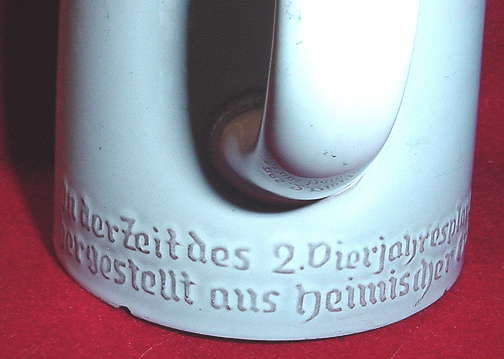 in der Zeit des 2. Vierjahresplan
hergestellt aus heimischer